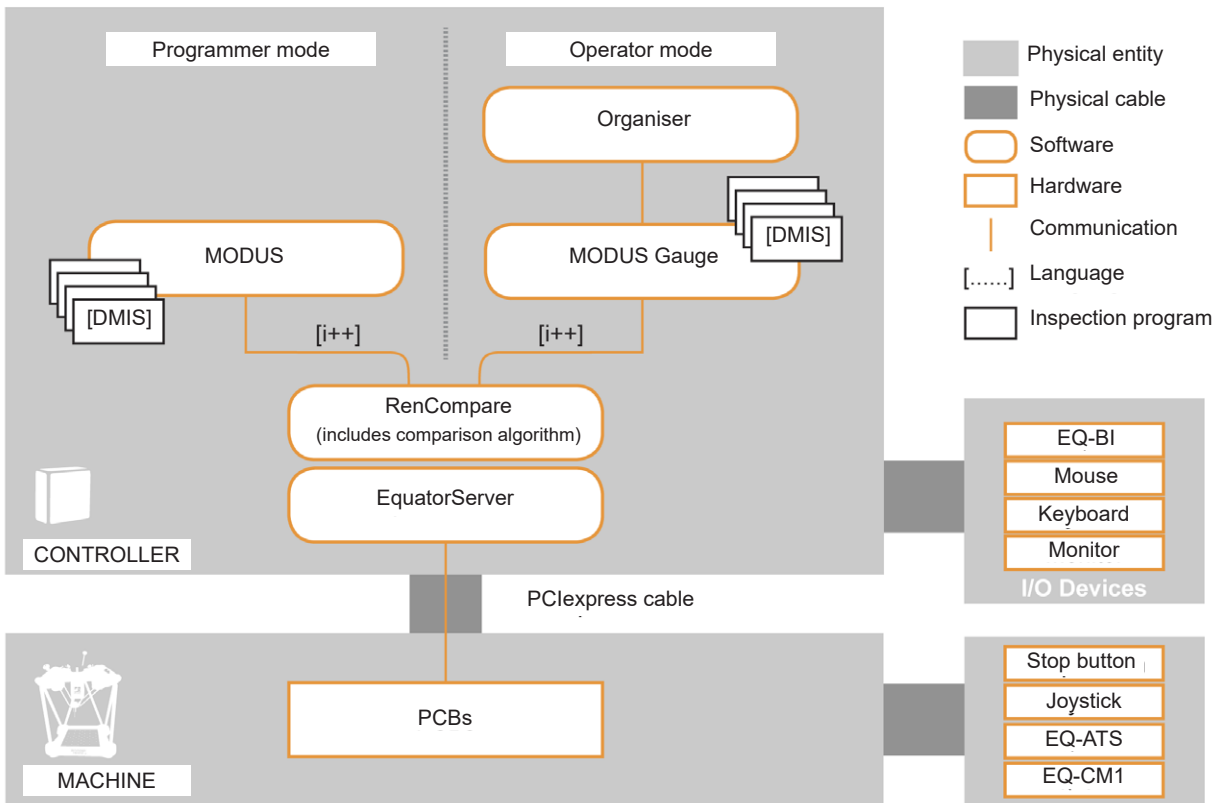 Programmer mode
Operator mode
Organiser
MODUS
[DMIS]
MODUS Gauge
[DMIS]
[i++]
[i++]
RenCompare
(includes comparison algorithm)
EquatorServer
CONTROLLER
PCIexpress cable
PCBs
MACHINE
Physical entity
Physical cable
Software
Hardware
Communication
[......] Language
Inspection program
EQ-BI
Mouse
Keyboard
Monitor
I/O Devices
Stop button
Joystick
EQ-ATS
EQ-CM1